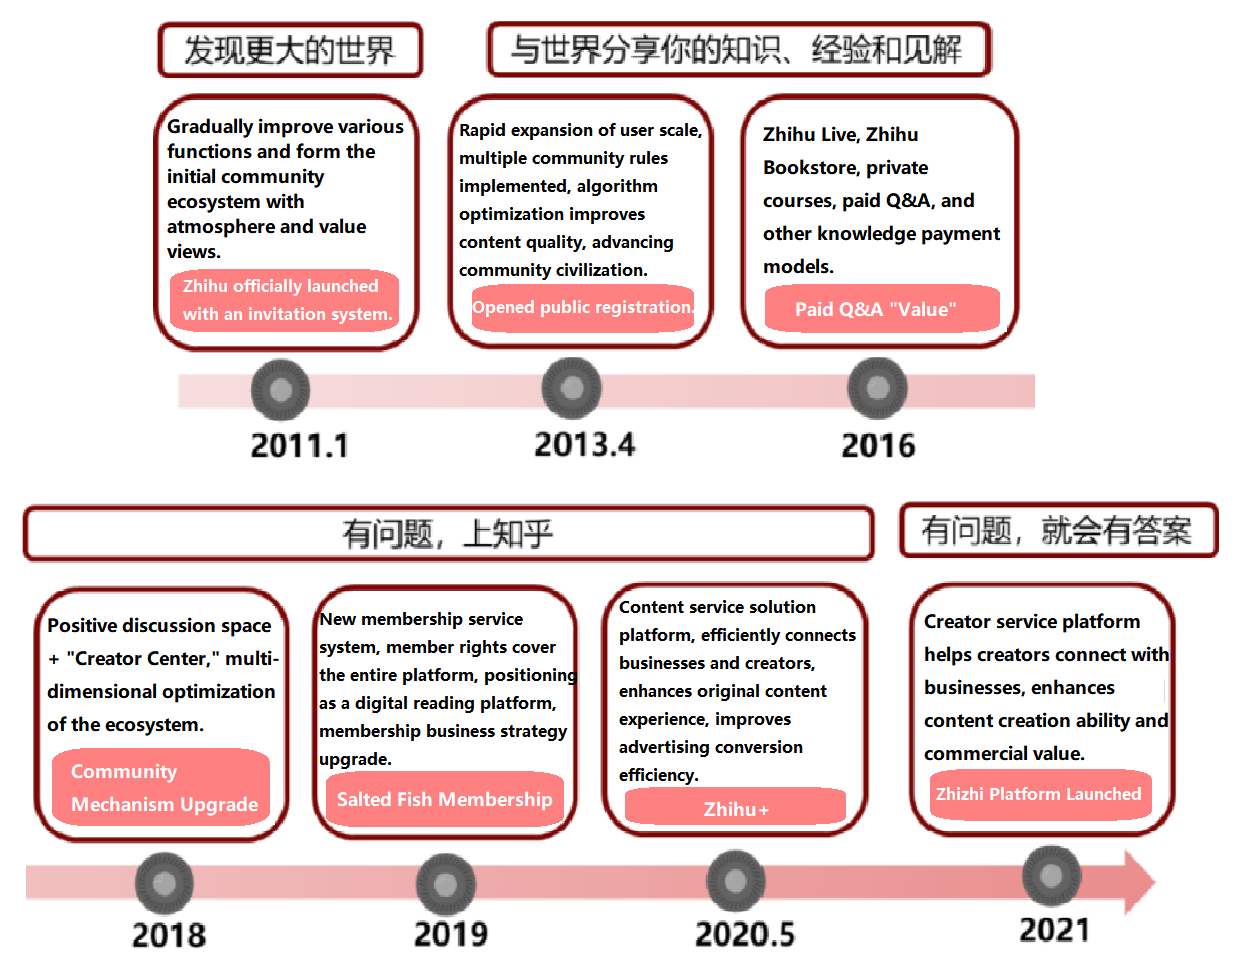 发现更大的世界
与世界分享你的知识、经验和见解
Gradually improve various
functions and form the
initial community
ecosystem with
atmosphere and value
views.
Zhihu officially launched
with an invitation system.
Rapid expansion of user scale,
multiple community rules
implemented, algorithm
optimization improves
content quality, advancing
community civilization.
Opened public registration.
Zhihu Live, Zhihu
Bookstore, private
courses, paid Q&A, and
other knowledge payment
models.
Paid Q&A "Value"
2011.1
2013.4
2016
有问题，上知乎
有问题，就会有答案
Positive discussion space
+ "Creator Center," multi-
dimensional optimization
of the ecosystem.
Community
Mechanism Upgrade
New membership service
system, member rights cover
the entire platform, positioning
as a digital reading platform,
membership business strategy
upgrade.
Salted Fish Membership
Content service solution
platform, efficiently connects
businesses and creators,
enhances original content
experience, improves
advertising conversion
efficiency.
Zhihu+
Creator service platform
helps creators connect with
businesses, enhances
content creation ability and
commercial value.
Zhizhi Platform Launched
2018
2019
2020.5
2021